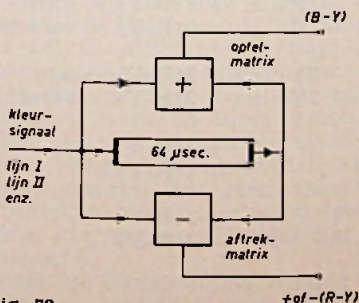 (B-Y)
optel-
matrix
+
kleur-
signaal
lijn I
lijn II
enz.
64 µsec.
-
aftrek-
matrix
+of-(R-Y)